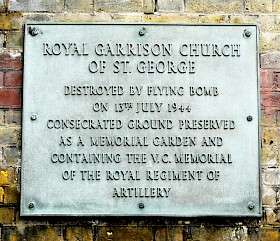 ROYAL GARRISON CHURCH
OF ST. GEORGE
DESTROYED BY FLYING BOMB
ON 13TH JULY 1944
CONSECRATED GROUND PRESERVED
AS A MEMORIAL GARDEN AND
CONTAINING THE V.C. MEMORIAL
OF THE ROYAL REGIMENT OF
ARTILLERY